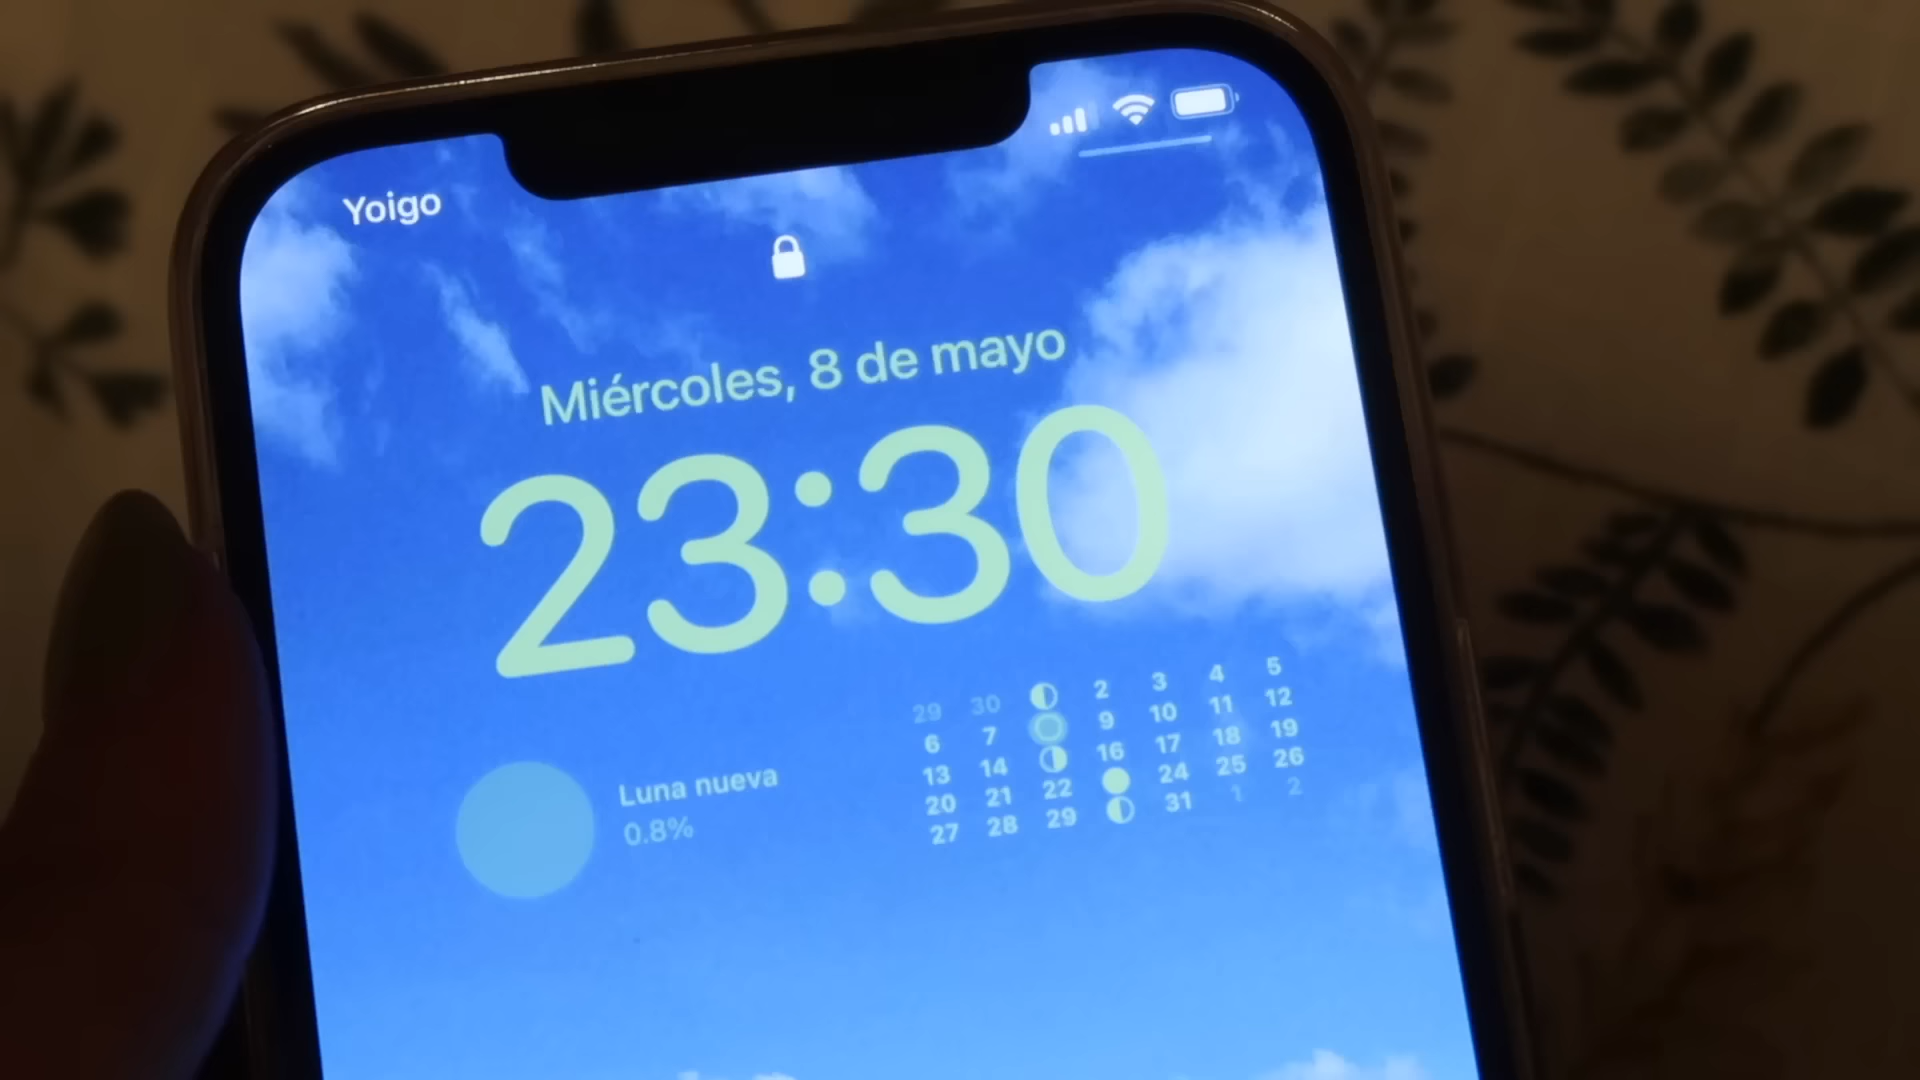 Yoigo
Miércoles, 8 de mayo
23:30
Luna nueva
0.8%
29 30 2 3 4 5
6 7 9 10 11 12
13 14 16 17 18 19
20 21 22 24 25 26
27 28 29 31 1 2